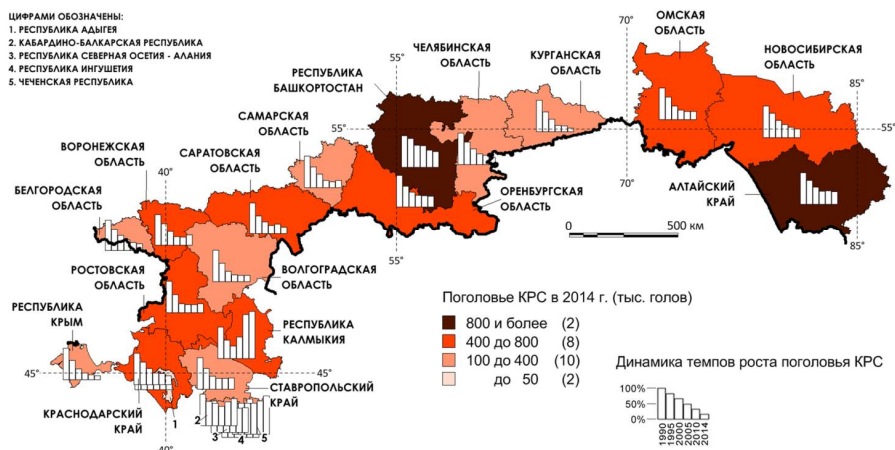 ЦИФРАМИ ОБОЗНАЧЕНЫ:
1. РЕСПУБЛИКА АДЫГЕЯ
2. КАБАРДИНО-БАЛКАРСКАЯ РЕСПУБЛИКА
3. РЕСПУБЛИКА СЕВЕРНАЯ ОСЕТИЯ - АЛАНИЯ
4. РЕСПУБЛИКА ИНГУШЕТИЯ
5. ЧЕЧЕНСКАЯ РЕСПУБЛИКА
70°
ОМСКАЯ
ОБЛАСТЬ
НОВОСИБИРСКАЯ
ОБЛАСТЬ
85°
55°
ЧЕЛЯБИНСКАЯ
ОБЛАСТЬ
КУРГАНСКАЯ
ОБЛАСТЬ
РЕСПУБЛИКА
БАШКОРТОСТАН
САМАРСКАЯ
ОБЛАСТЬ
55°
55°
ВОРОНЕЖСКАЯ
ОБЛАСТЬ
40°
САРАТОВСКАЯ
ОБЛАСТЬ
БЕЛГОРОДСКАЯ
ОБЛАСТЬ
ОРЕНБУРГСКАЯ
ОБЛАСТЬ
70°
АЛТАЙСКИЙ
КРАЙ
85°
0 500 км
55°
РОСТОВСКАЯ
ОБЛАСТЬ
ВОЛГОГРАДСКАЯ
ОБЛАСТЬ
РЕСПУБЛИКА
КРЫМ
РЕСПУБЛИКА
КАЛМЫКИЯ
45°
45°
СТАВРОПОЛЬСКИЙ
КРАЙ
КРАСНОДАРСКИЙ
КРАЙ
1
2
3
4
5
40°
Поголовье КРС в 2014 г. (тыс. голов)
800 и более (2)
400 до 800 (8)
100 до 400 (10)
до 50 (2)
Динамика темпов роста поголовья КРС
100%
50%
0%
1990
1995
2000
2005
2010
2014